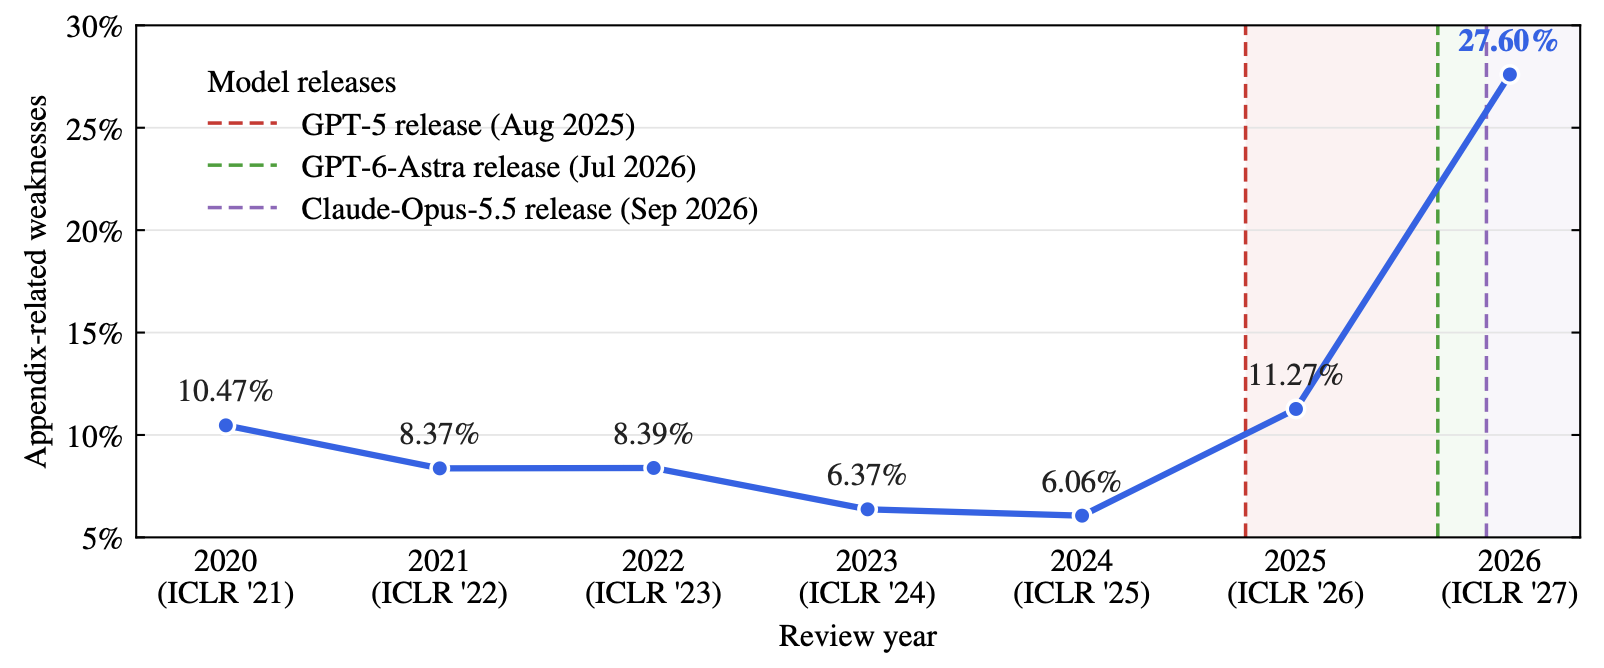 30%
25%
20%
15%
10%
5%
Appendix-related weaknesses
Model releases
GPT-5 release (Aug 2025)
GPT-6-Astra release (Jul 2026)
Claude-Opus-5.5 release (Sep 2026)
10.47%
8.37%
8.39%
6.37%
6.06%
11.27%
27.60%
2020
(ICLR '21)
2021
(ICLR '22)
2022
(ICLR '23)
2023
(ICLR '24)
2024
(ICLR '25)
2025
(ICLR '26)
2026
(ICLR '27)
Review year